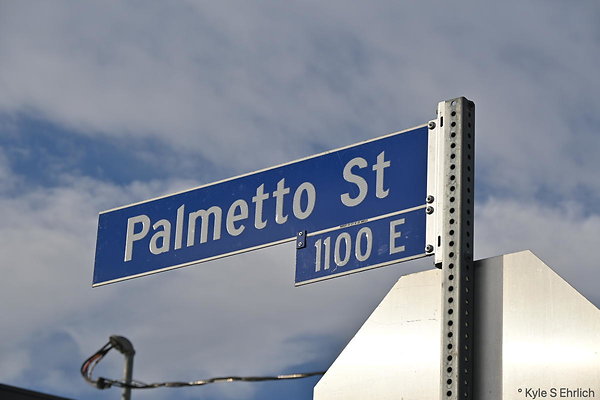 Palmetto St
1100 E
° Kyle S Ehrlich